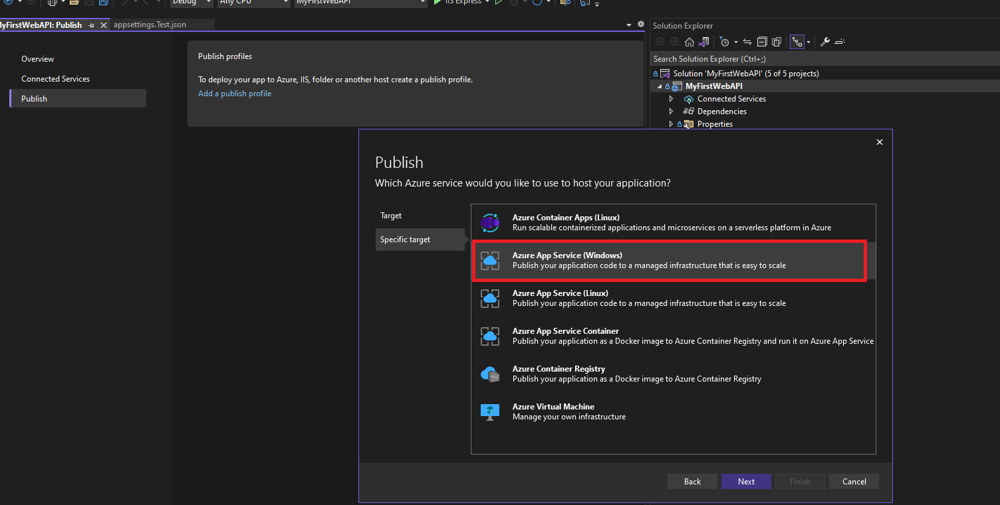 Debug
Any CPU
MyFirstWebAPI
IIS Express
MyFirstWebAPI: Publish
appsettings.Test.json
Overview
Connected Services
Publish
Publish profiles
To deploy your app to Azure, IIS, folder or another host create a publish profile.
Add a publish profile
Solution Explorer
Search Solution Explorer (Ctrl+;)
Solution 'MyFirstWebAPI' (5 of 5 projects)
MyFirstWebAPI
Connected Services
Dependencies
Properties
Publish
Which Azure service would you like to use to host your application?
Target
Specific target
Azure Container Apps (Linux)
Run scalable containerized applications and microservices on a serverless platform in Azure
Azure App Service (Windows)
Publish your application code to a managed infrastructure that is easy to scale
Azure App Service (Linux)
Publish your application code to a managed infrastructure that is easy to scale
Azure App Service Container
Publish your application as a Docker image to Azure Container Registry and run it on Azure App Service
Azure Container Registry
Publish your application as a Docker image to Azure Container Registry
Azure Virtual Machine
Manage your own infrastructure
Back
Next
Finish
Cancel